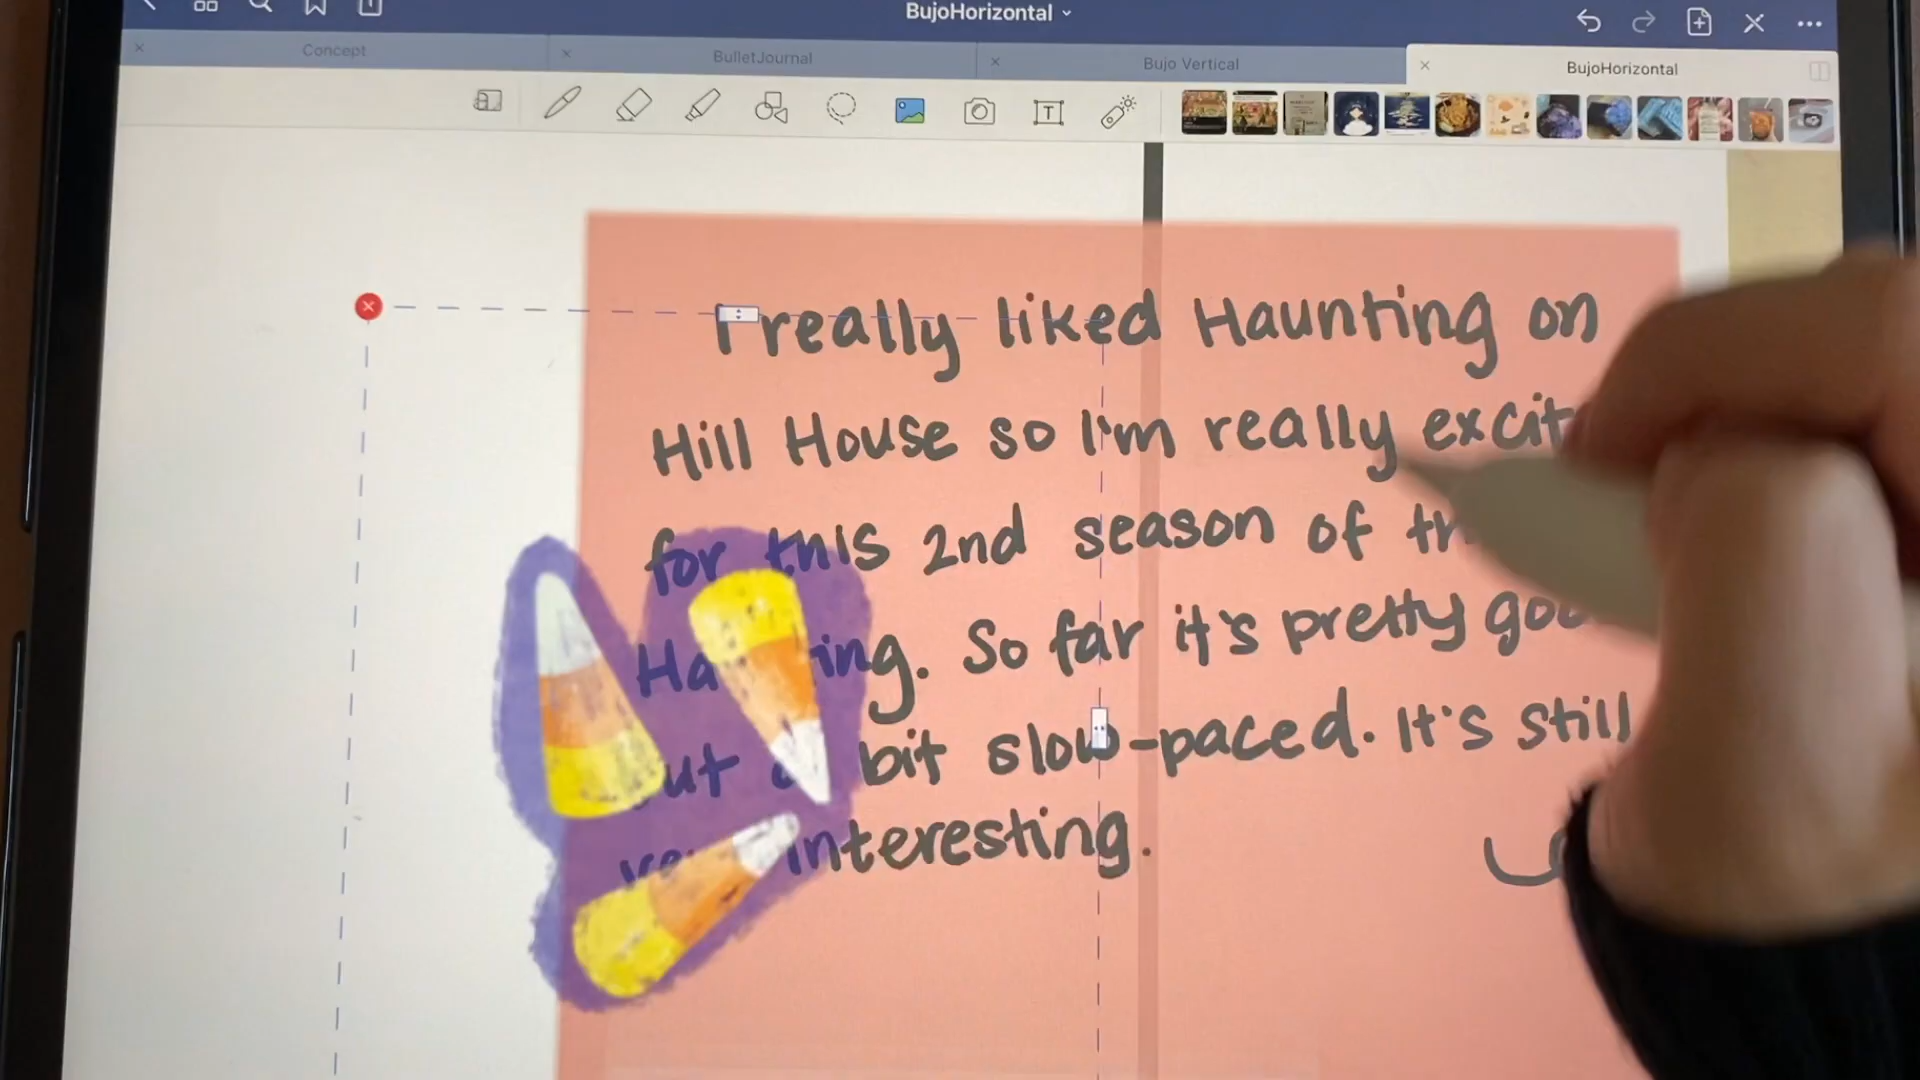 BujoHorizontal
Concept
BulletJournal
Bujo Vertical
BujoHorizontal
T
I really liked Haunting on
Hill House so I'm really
for this 2nd season of
So far it's pretty
bit slow-paced. It's still
interesting.